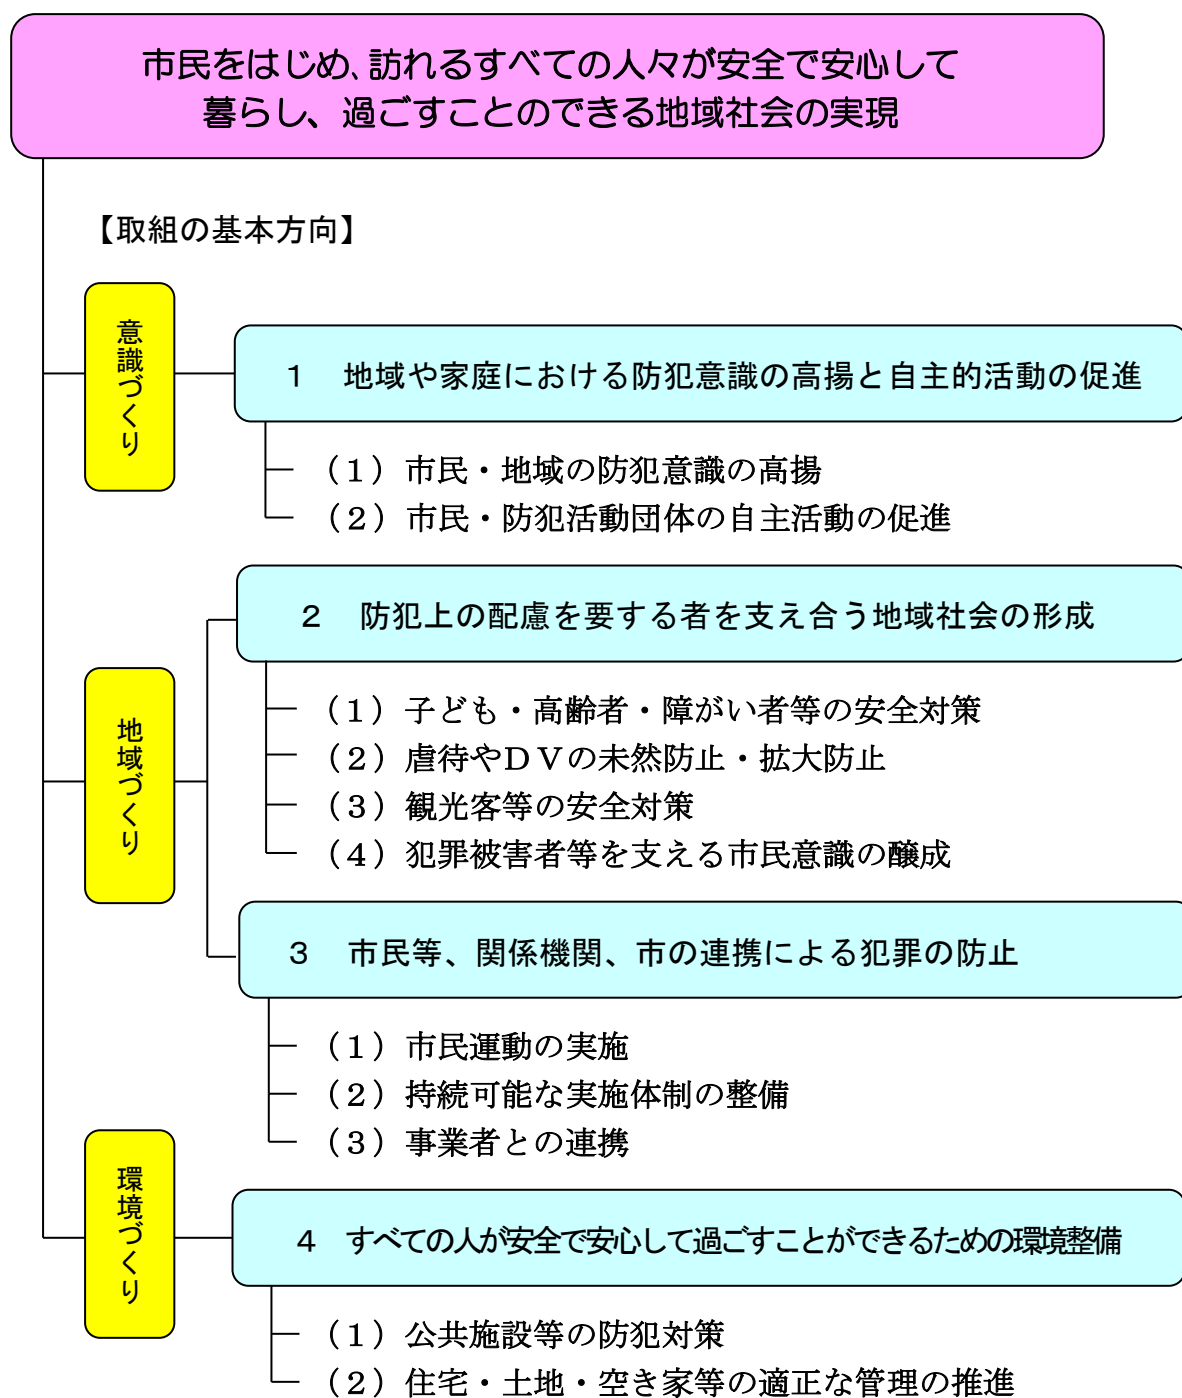 市民をはじめ、訪れるすべての人々が安全で安心して
暮らし、過ごすことのできる地域社会の実現
【取組の基本方向】
意識づくり
1　地域や家庭における防犯意識の高揚と自主的活動の促進
（１）市民・地域の防犯意識の高揚
（２）市民・防犯活動団体の自主活動の促進
地域づくり
2　防犯上の配慮を要する者を支え合う地域社会の形成
（１）子ども・高齢者・障がい者等の安全対策
（２）虐待やＤＶの未然防止・拡大防止
（３）観光客等の安全対策
（４）犯罪被害者等を支える市民意識の醸成
3　市民等、関係機関、市の連携による犯罪の防止
（１）市民運動の実施
（２）持続可能な実施体制の整備
（３）事業者との連携
環境づくり
4　すべての人が安全で安心して過ごすことができるための環境整備
（１）公共施設等の防犯対策
（２）住宅・土地・空き家等の適正な管理の推進